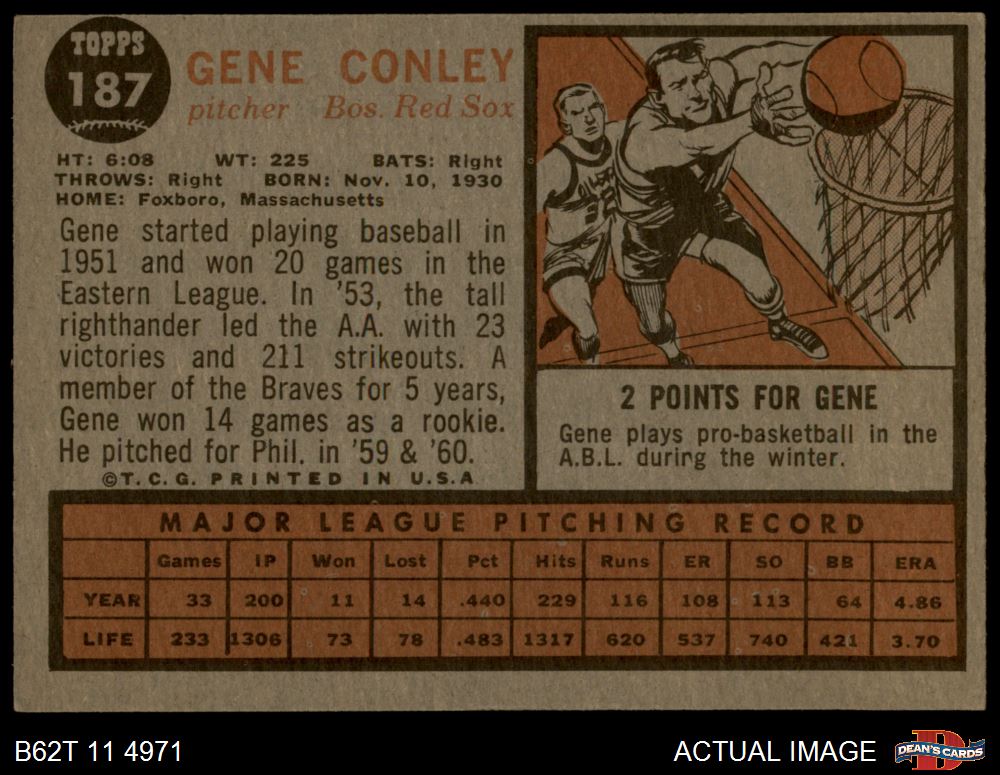 TOPPS
187
GENE CONLEY
pitcher Bos. Red Sox
HT: 6:08 WT: 225 BATS: Right
THROWS: Right BORN: Nov. 10, 1930
HOME: Foxboro, Massachusetts
Gene started playing baseball in
1951 and won 20 games in the
Eastern League. In '53, the tall
righthander led the A.A. with 23
victories and 211 strikeouts. A
member of the Braves for 5 years,
Gene won 14 games as a rookie.
He pitched for Phil. in '59 & '60.
©T.C.G. PRINTED IN U.S.A
2 POINTS FOR GENE
Gene plays pro-basketball in the
A.B.L. during the winter.
MAJOR LEAGUE PITCHING RECORD
Games IP Won Lost Pct Hits Runs ER SO BB ERA
YEAR 33 200 11 14 .440 229 116 108 113 64 4.86
LIFE 233 1306 73 78 .483 1317 620 537 740 421 3.70
B62T 11 4971 ACTUAL IMAGE DEAN'S CARDS